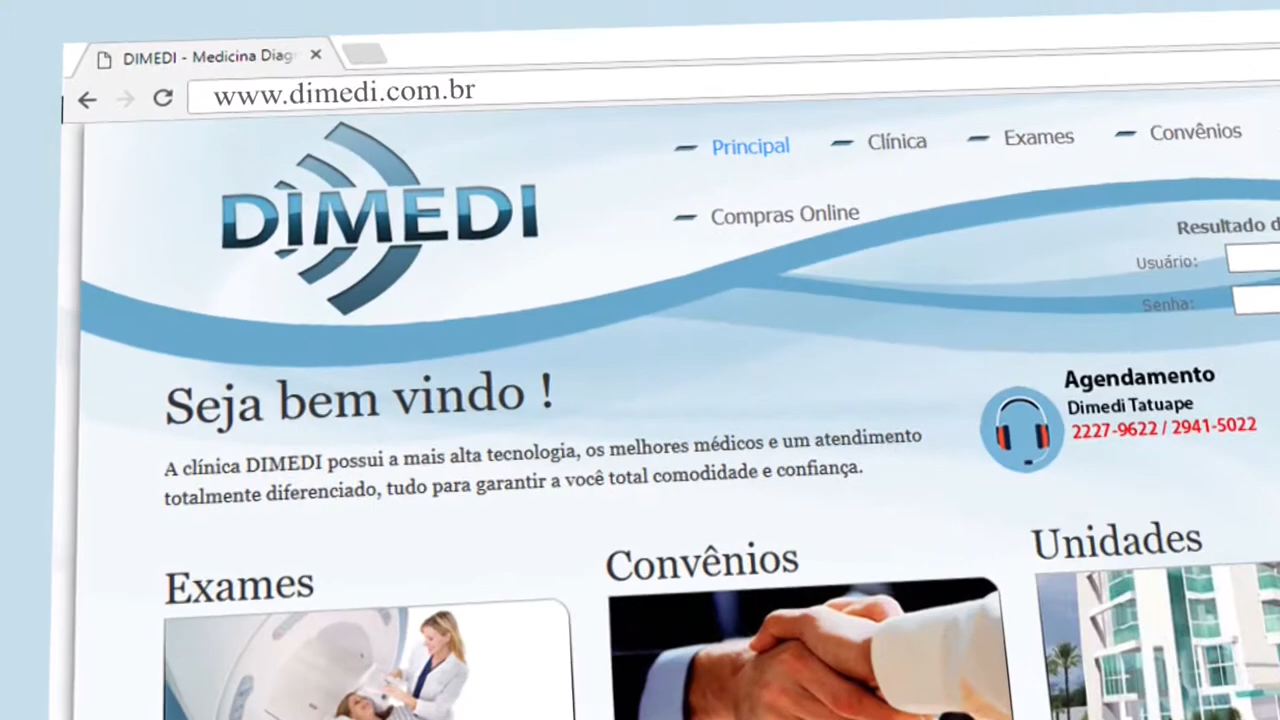 DIMEDI - Medicina Diag
www.dimedi.com.br
DIMEDI
Principal
Clínica
Exames
Convênios
Compras Online
Resultado d
Usuário:
Senha:
Seja bem vindo !
A clínica DIMEDI possui a mais alta tecnologia, os melhores médicos e um atendimento
totalmente diferenciado, tudo para garantir a você total comodidade e confiança.
Agendamento
Dimedi Tatuape
2227-9622 / 2941-5022
Exames
Convênios
Unidades